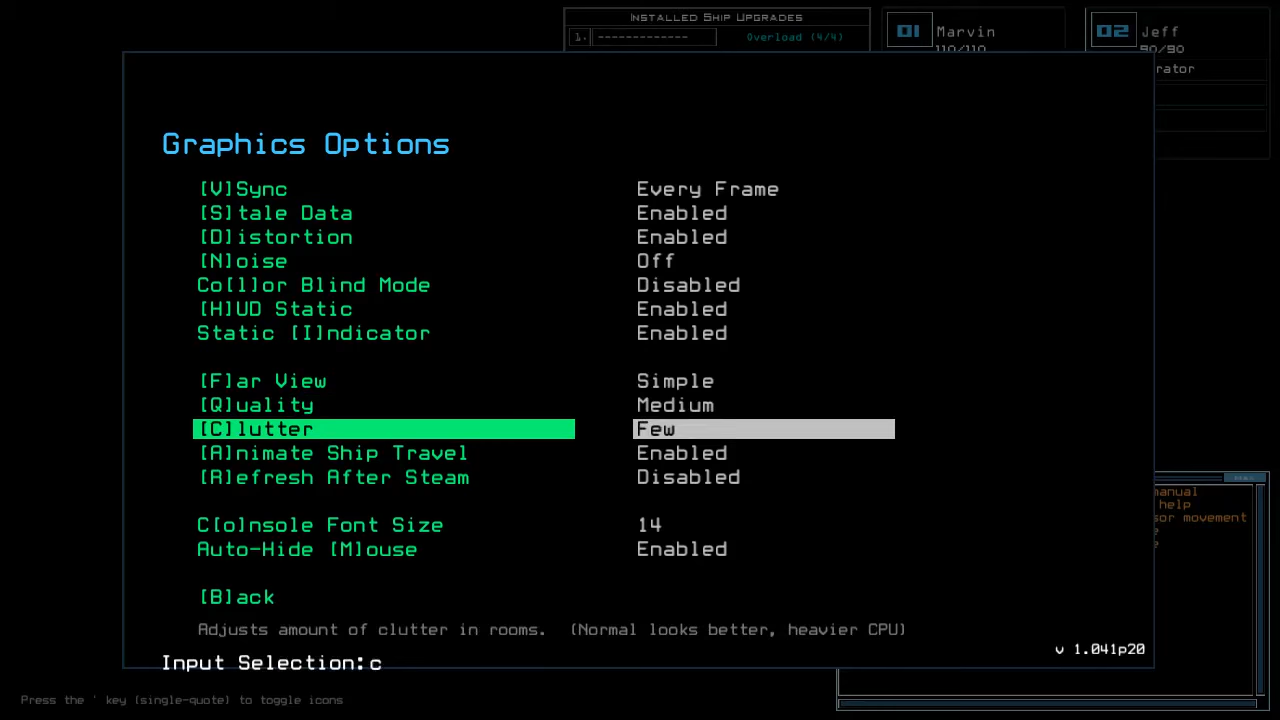 Installed Ship Upgrades
1. -------------- Overload (4/4)
01 Marvin
110/110
02 Jeff
90/90
rator
Graphics Options
[V]Sync Every Frame
[S]tale Data Enabled
[D]istortion Enabled
[N]oise Off
Co[l]or Blind Mode Disabled
[H]UD Static Enabled
Static [I]ndicator Enabled
[F]ar View Simple
[Q]uality Medium
[C]lutter Few
[A]nimate Ship Travel Enabled
[R]efresh After Steam Disabled
C[o]nsole Font Size 14
Auto-Hide [M]ouse Enabled
[B]ack
Adjusts amount of clutter in rooms. (Normal looks better, heavier CPU)
Input Selection:c
v 1.041p20
manual
help
sor movement
e
e
Press the ' key (single-quote) to toggle icons